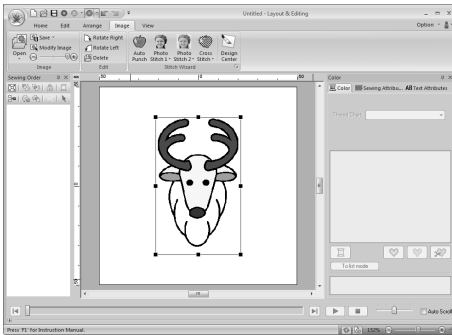 Untitled - Layout & Editing
Home Edit Arrange Image View Option
Open Save Modify Image
Rotate Right Rotate Left Delete
Auto Punch Photo Stitch 1 Photo Stitch 2 Cross Stitch Design Center
Image Edit Stitch Wizard
Sewing Order
Color
Color Sewing Attribu... AB Text Attributes
Thread Chart
To list mode
Auto Scroll
Press 'F1' for Instruction Manual.
152%